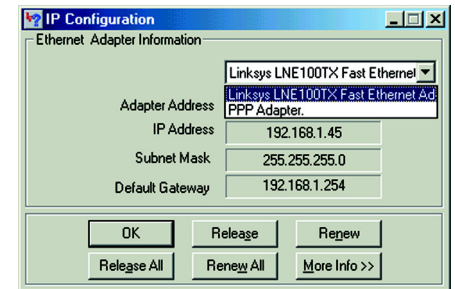 IP Configuration
Ethernet Adapter Information
Linksys LNE100TX Fast Ethernet
Linksys LNE100TX Fast Ethernet Ad
PPP Adapter.
Adapter Address
IP Address 192.168.1.45
Subnet Mask 255.255.255.0
Default Gateway 192.168.1.254
OK Release Renew
Release All Renew All More Info >>